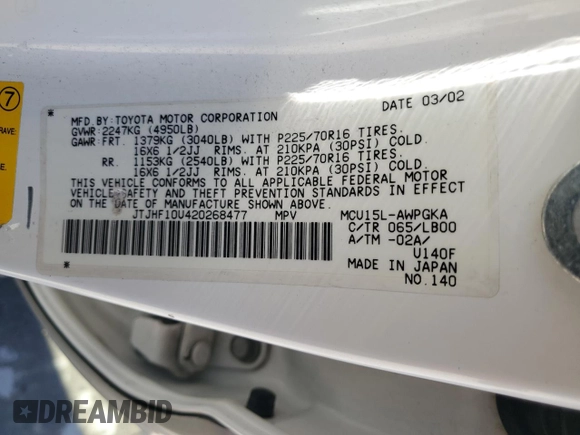 7
RAVE:
DATE 03/02
MFD.BY:TOYOTA MOTOR CORPORATION
GVWR:2247KG (4950LB)
GAWR:FRT. 1379KG (3040LB) WITH P225/70R16 TIRES.
16X6 1/2JJ RIMS. AT 210KPA (30PSI) COLD.
RR. 1153KG (2540LB) WITH P225/70R16 TIRES.
16X6 1/2JJ RIMS. AT 210KPA (30PSI) COLD.
THIS VEHICLE CONFORMS TO ALL APPLICABLE FEDERAL MOTOR
VEHICLE SAFETY AND THEFT PREVENTION STANDARDS IN EFFECT
ON THE DATE OF MANUFACTURE SHOWN ABOVE.
JTJHF10U420268477 MPV MCU15L-AWPGKA
C/TR 065/LB00
A/TM -02A/
U140F
MADE IN JAPAN
NO.140
DREAMBID